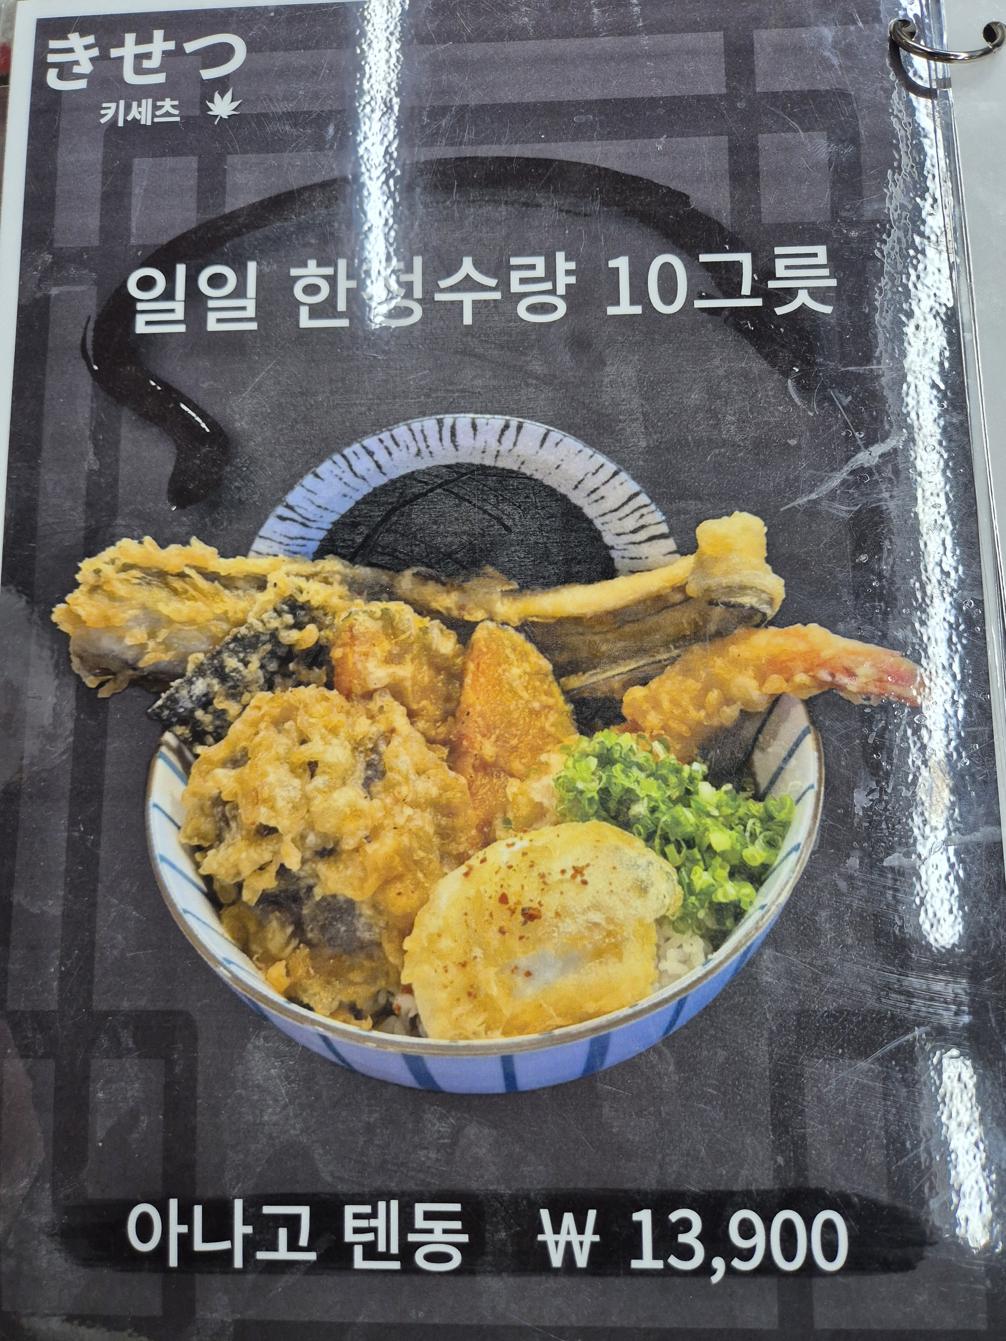 きせつ
키세츠
일일 한정수량 10그릇
아나고 텐동 ₩ 13,900